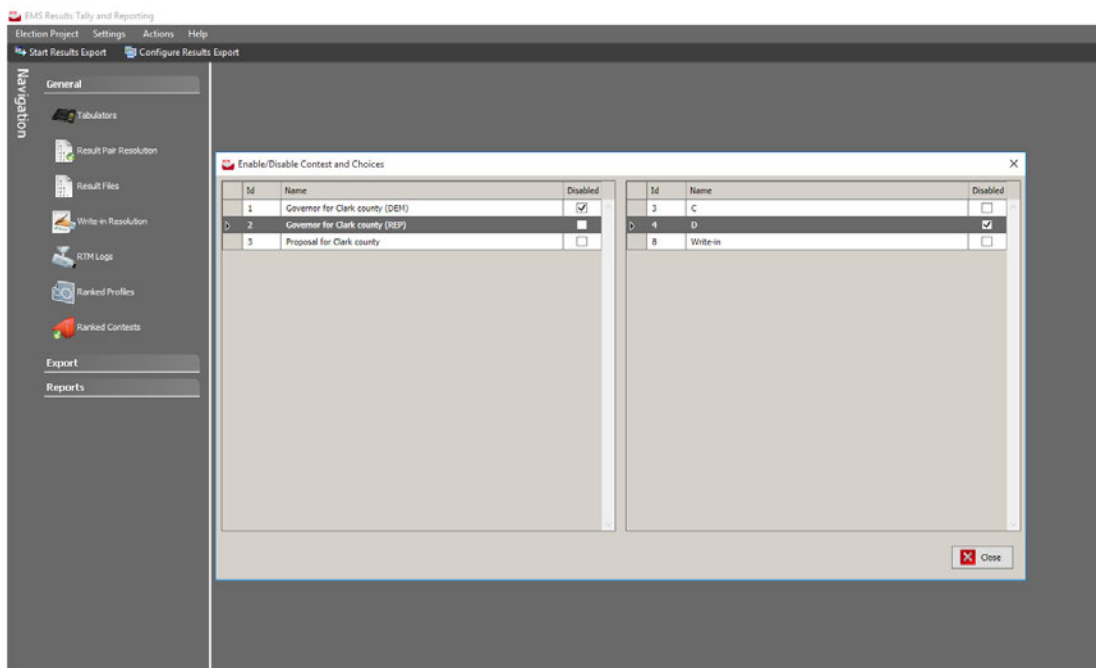 EMS Results Tally and Reporting
Election Project Settings Actions Help
Start Results Export Configure Results Export
Navigation
General
Tabulators
Result Pair Resolution
Result Files
Write-in Resolution
RTM Logs
Ranked Profiles
Ranked Contests
Export
Reports
Enable/Disable Contest and Choices
Id Name Disabled
1 Governor for Clark county (DEM)
2 Governor for Clark county (REP)
3 Proposal for Clark county
Id Name Disabled
3 C
4 D
8 Write-in
Close